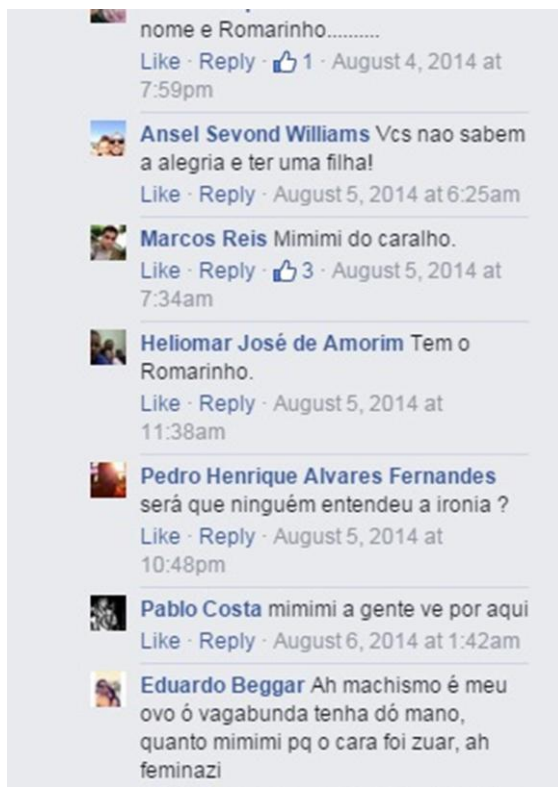 nome e Romarinho..........
Like · Reply · 1 · August 4, 2014 at
7:59pm
Ansel Sevond Williams Vcs nao sabem
a alegria e ter uma filha!
Like · Reply · August 5, 2014 at 6:25am
Marcos Reis Mimimi do caralho.
Like · Reply · 3 · August 5, 2014 at
7:34am
Heliomar José de Amorim Tem o
Romarinho.
Like · Reply · August 5, 2014 at
11:38am
Pedro Henrique Alvares Fernandes
será que ninguém entendeu a ironia ?
Like · Reply · August 5, 2014 at
10:48pm
Pablo Costa mimimi a gente ve por aqui
Like · Reply · August 6, 2014 at 1:42am
Eduardo Beggar Ah machismo é meu
ovo ó vagabunda tenha dó mano,
quanto mimimi pq o cara foi zuar, ah
feminazi